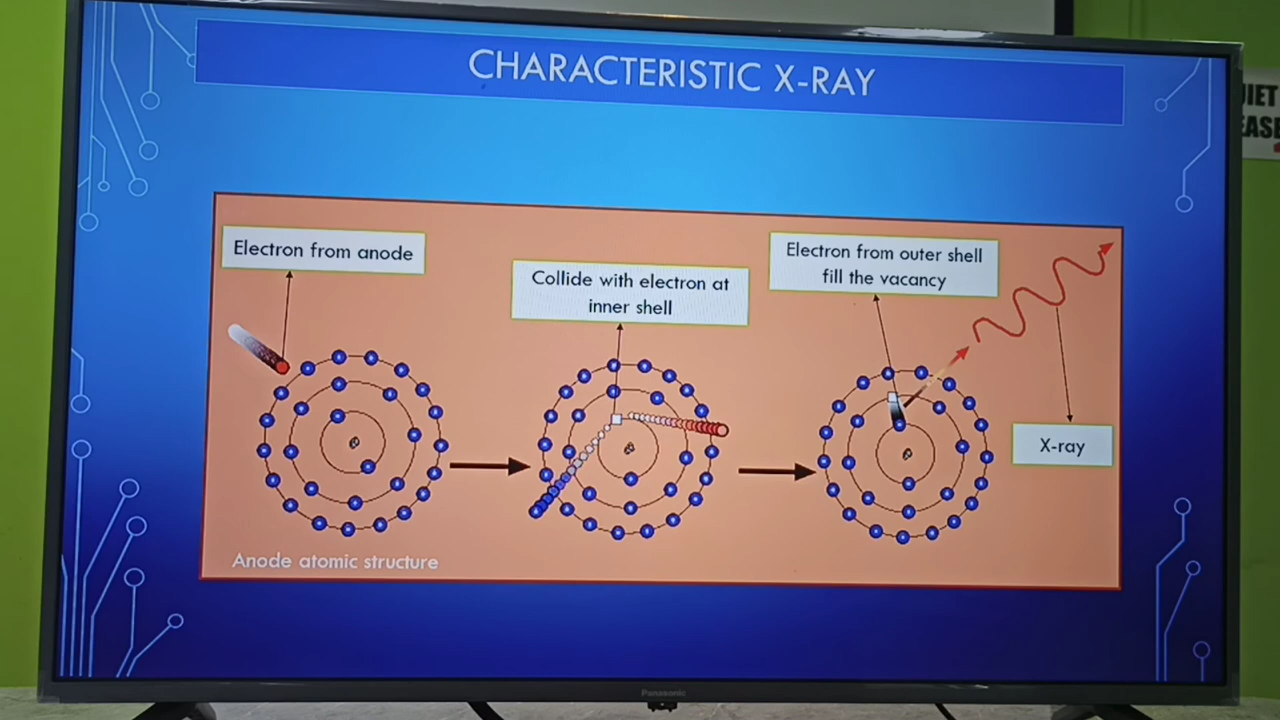 CHARACTERISTIC X-RAY
Electron from anode
Collide with electron at
inner shell
Electron from outer shell
fill the vacancy
X-ray
Anode atomic structure
Panasonic